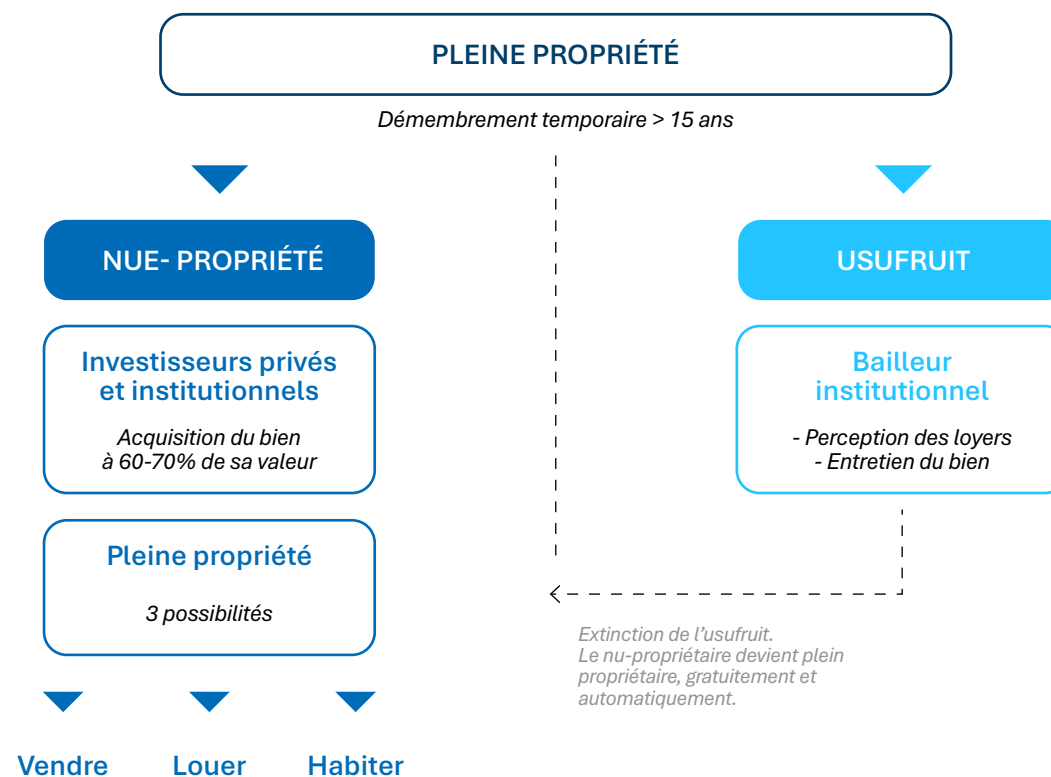 PLEINE PROPRIÉTÉ
Démembrement temporaire > 15 ans
NUE- PROPRIÉTÉ
Investisseurs privés
et institutionnels
Acquisition du bien
à 60-70% de sa valeur
Pleine propriété
3 possibilités
Vendre
Louer
Habiter
USUFRUIT
Bailleur
institutionnel
- Perception des loyers
- Entretien du bien
Extinction de l’usufruit.
Le nu-propriétaire devient plein
propriétaire, gratuitement et
automatiquement.